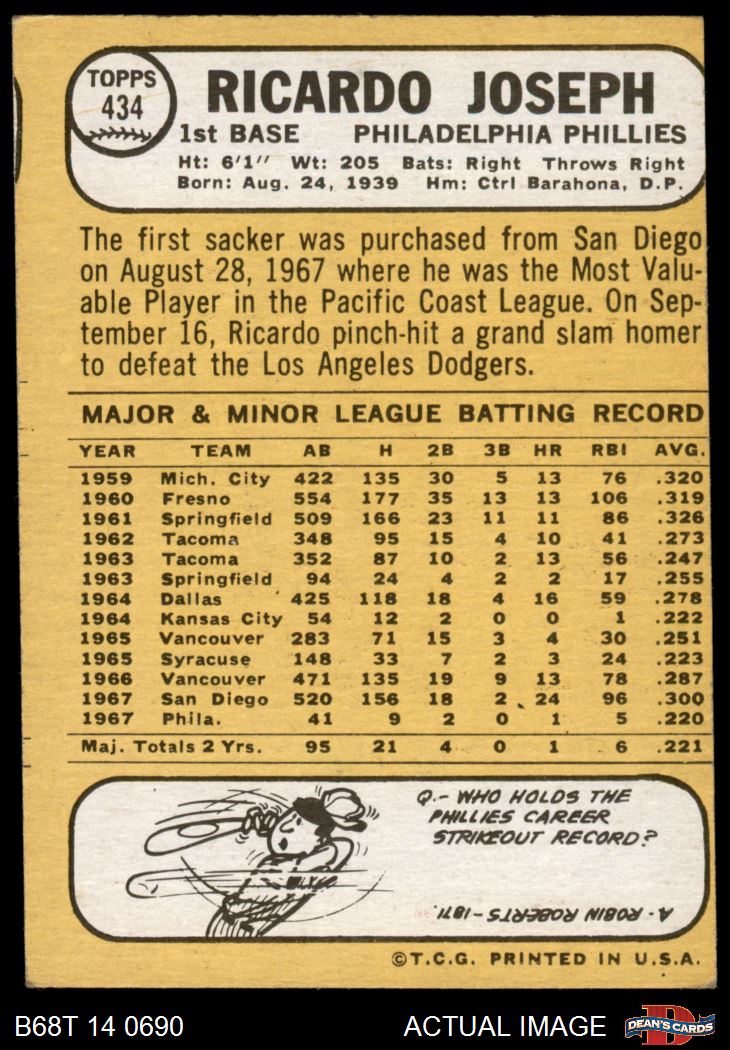 TOPPS
434
RICARDO JOSEPH
1st BASE PHILADELPHIA PHILLIES
Ht: 6'1" Wt: 205 Bats: Right Throws Right
Born: Aug. 24, 1939 Hm: Ctrl Barahona, D.P.
The first sacker was purchased from San Diego
on August 28, 1967 where he was the Most Valu-
able Player in the Pacific Coast League. On Sep-
tember 16, Ricardo pinch-hit a grand slam homer
to defeat the Los Angeles Dodgers.
MAJOR & MINOR LEAGUE BATTING RECORD
YEAR TEAM AB H 2B 3B HR RBI AVG.
1959 Mich. City 422 135 30 5 13 76 .320
1960 Fresno 554 177 35 13 13 106 .319
1961 Springfield 509 166 23 11 11 86 .326
1962 Tacoma 348 95 15 4 10 41 .273
1963 Tacoma 352 87 10 2 13 56 .247
1963 Springfield 94 24 4 2 2 17 .255
1964 Dallas 425 118 18 4 16 59 .278
1964 Kansas City 54 12 2 0 0 1 .222
1965 Vancouver 283 71 15 3 4 30 .251
1965 Syracuse 148 33 7 2 3 24 .223
1966 Vancouver 471 135 19 9 13 78 .287
1967 San Diego 520 156 18 2 24 96 .300
1967 Phila. 41 9 2 0 1 5 .220
Maj. Totals 2 Yrs. 95 21 4 0 1 6 .221
Q.- WHO HOLDS THE
PHILLIES CAREER
STRIKEOUT RECORD?
A- ROBIN ROBERTS-1871.
©T.C.G. PRINTED IN U.S.A.
B68T 14 0690 ACTUAL IMAGE
D
DEAN'S CARDS